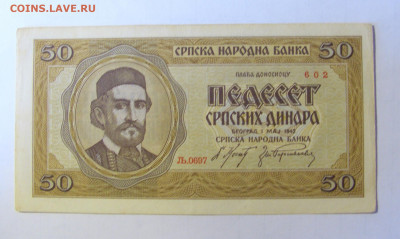 COINS.LAVE.RU
50 СРПСКА НАРОДНА БАНКА 50
ПЛАЋА ДОНОСИОЦУ 602
ПЕДЕСЕТ
СРПСКИХ ДИНАРА
БЕОГРАД 1 МАЈ 1942
СРПСКА НАРОДНА БАНКА
Љ.0697
50 50